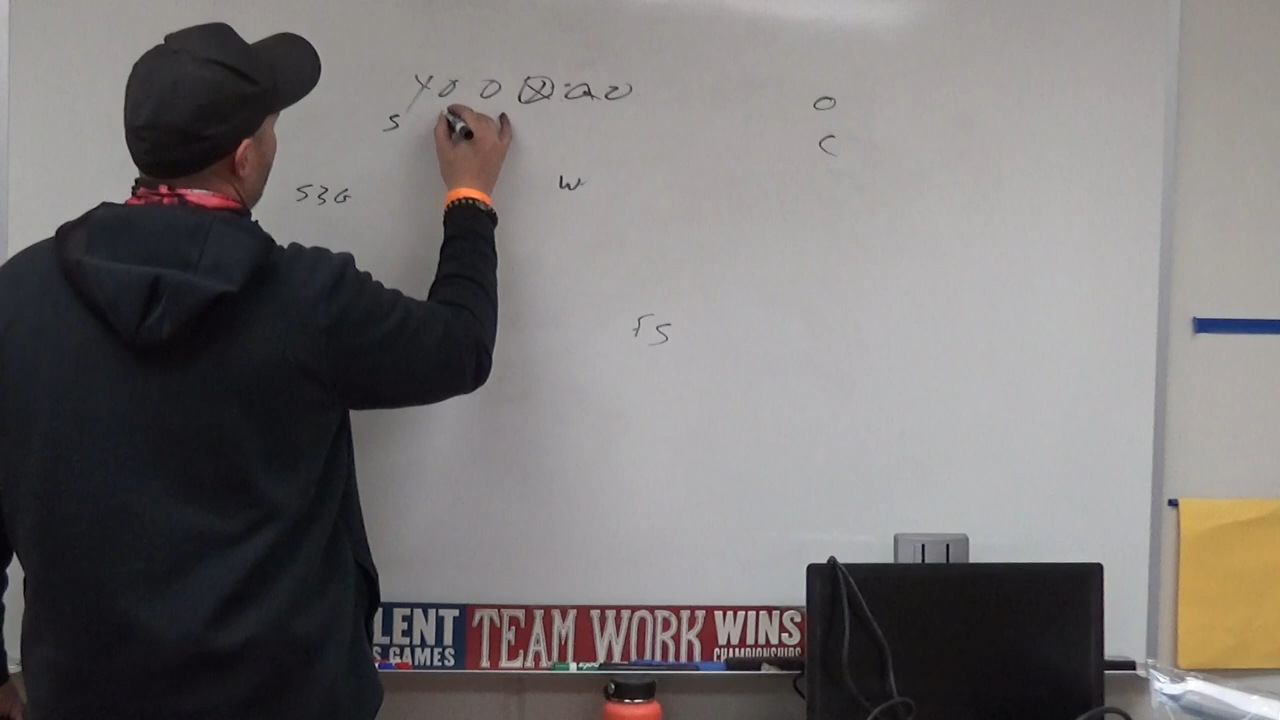 Y O O ⊗ O O O
S
C
S3G
W
FS
LENT TEAM WORK WINS
S GAMES CHAMPIONSHIPS